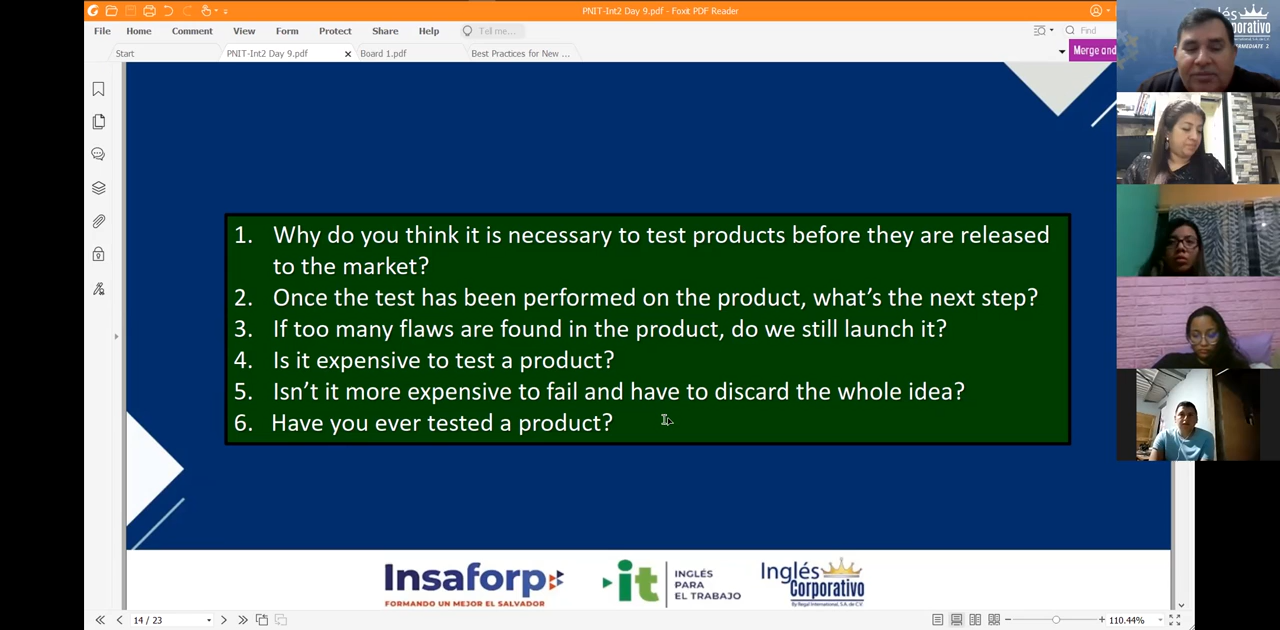 PNIT-Int2 Day 9.pdf - Foxit PDF Reader
File Home Comment View Form Protect Share Help Tell me... Find
Start PNIT-Int2 Day 9.pdf Board 1.pdf Best Practices for New ... Merge and
1. Why do you think it is necessary to test products before they are released
to the market?
2. Once the test has been performed on the product, what's the next step?
3. If too many flaws are found in the product, do we still launch it?
4. Is it expensive to test a product?
5. Isn't it more expensive to fail and have to discard the whole idea?
6. Have you ever tested a product?
Insaforp
FORMANDO UN MEJOR EL SALVADOR
it
INGLÉS
PARA
EL TRABAJO
Inglés
Corporativo
By Regal International, S.A. de C.V.
14 / 23
110.44%